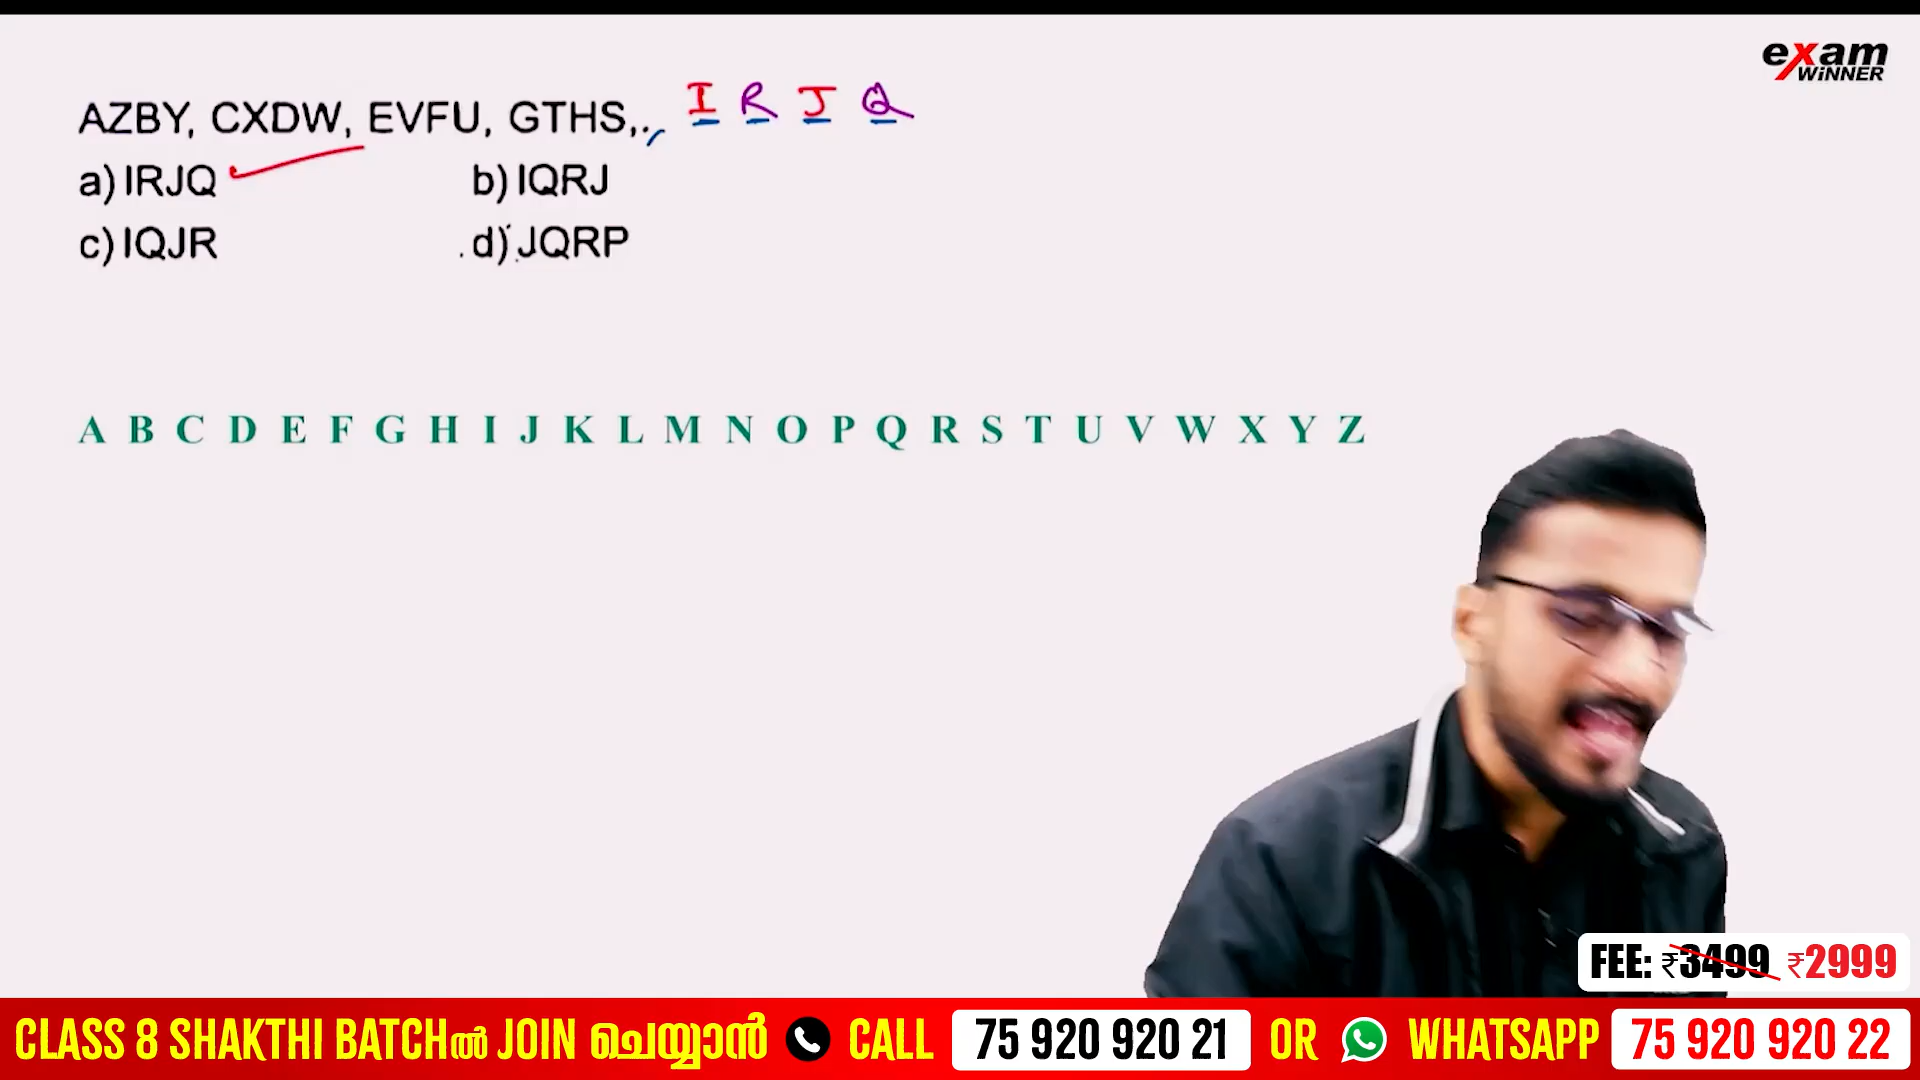 exam
WiNNER
AZBY, CXDW, EVFU, GTHS,.. I R J Q
a) IRJQ b) IQRJ
c) IQJR d) JQRP
A B C D E F G H I J K L M N O P Q R S T U V W X Y Z
FEE: ₹3499 ₹2999
CLASS 8 SHAKTHI BATCHൽ JOIN ചെയ്യാൻ CALL 75 920 920 21 OR WHATSAPP 75 920 920 22